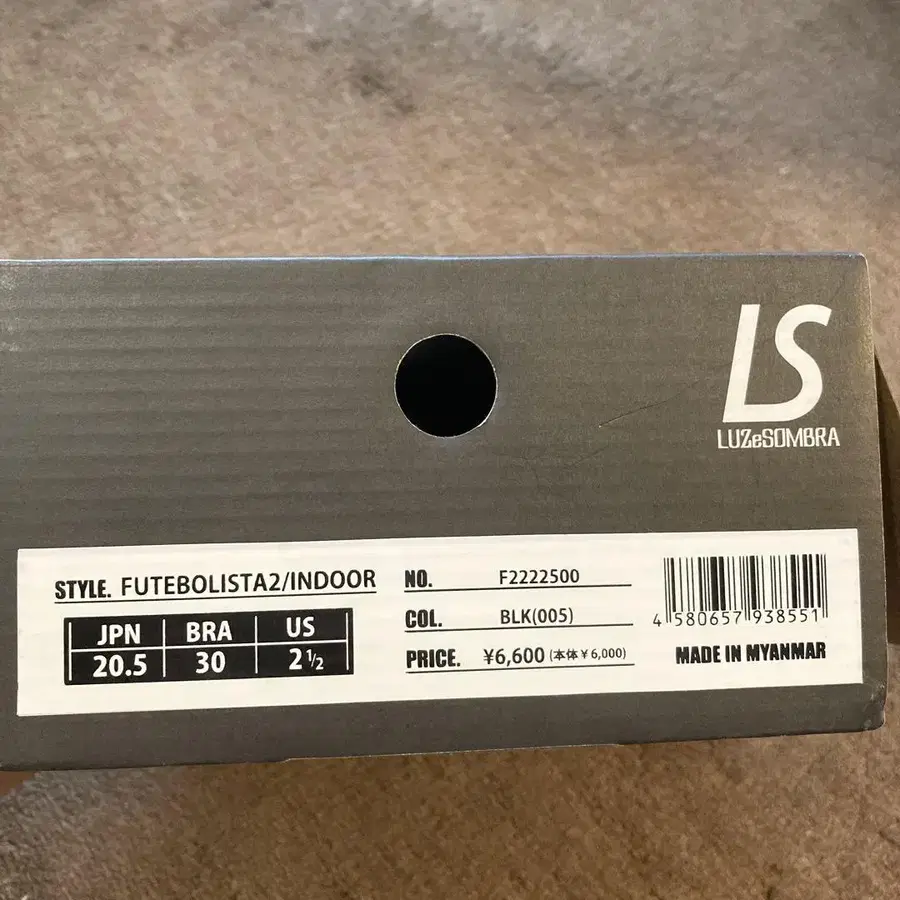 LS
LUZeSOMBRA
STYLE. FUTEBOLISTA2/INDOOR
JPN BRA US
20.5 30 2 1/2
NO. F2222500
COL. BLK(005)
PRICE. ¥6,600 (本体¥6,000)
4 580657 938551
MADE IN MYANMAR